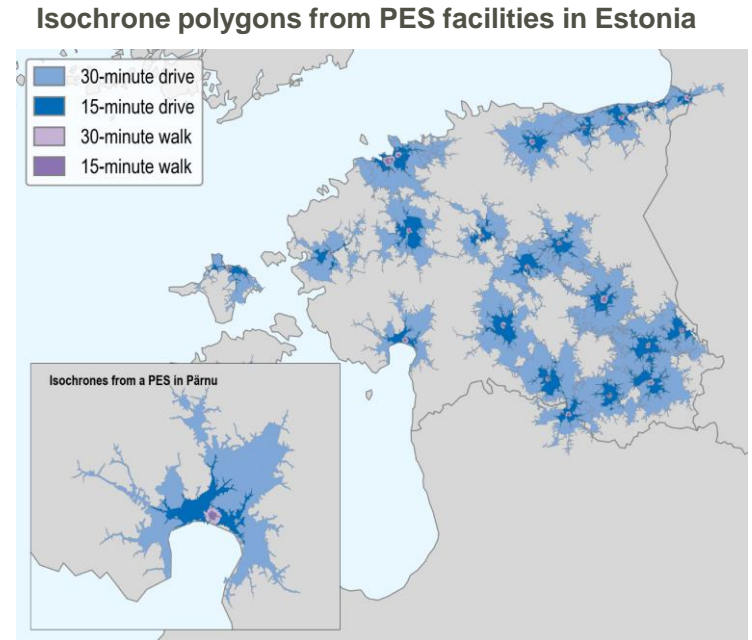 Isochrone polygons from PES facilities in Estonia
30-minute drive
15-minute drive
30-minute walk
15-minute walk
Isochrones from a PES in Pärnu